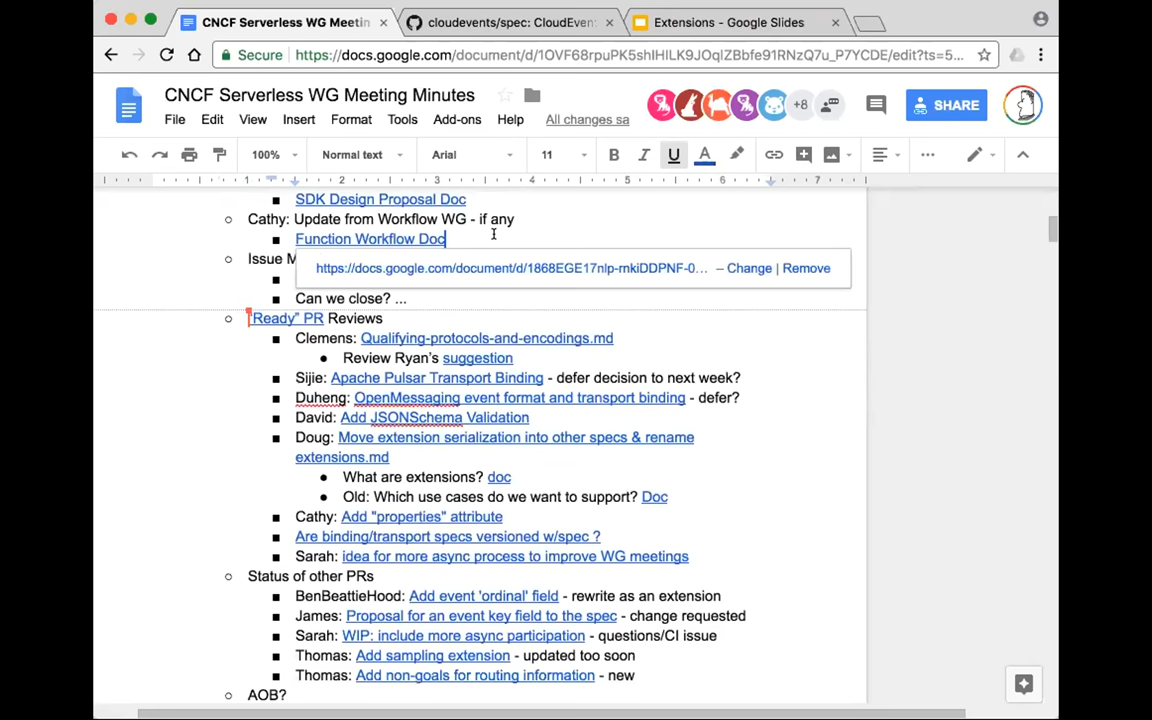 CNCF Serverless WG Meetin
cloudevents/spec: CloudEven
Extensions - Google Slides
Secure
https://docs.google.com/document/d/1OVF68rpuPK5shIHlLK9JOqlZBbfe91RNzQ7u_P7YCDE/edit?ts=5...
CNCF Serverless WG Meeting Minutes
+8
SHARE
File Edit View Insert Format Tools Add-ons Help All changes sa
100% Normal text Arial 11 B I U A
1 2 3 4 5 6 7
SDK Design Proposal Doc
Cathy: Update from Workflow WG - if any
Function Workflow Doc
Issue M
https://docs.google.com/document/d/1868EGE17nlp-rnkiDDPNF-0... – Change | Remove
Can we close? ...
"Ready" PR Reviews
Clemens: Qualifying-protocols-and-encodings.md
Review Ryan's suggestion
Sijie: Apache Pulsar Transport Binding - defer decision to next week?
Duheng: OpenMessaging event format and transport binding - defer?
David: Add JSONSchema Validation
Doug: Move extension serialization into other specs & rename
extensions.md
What are extensions? doc
Old: Which use cases do we want to support? Doc
Cathy: Add "properties" attribute
Are binding/transport specs versioned w/spec ?
Sarah: idea for more async process to improve WG meetings
Status of other PRs
BenBeattieHood: Add event 'ordinal' field - rewrite as an extension
James: Proposal for an event key field to the spec - change requested
Sarah: WIP: include more async participation - questions/CI issue
Thomas: Add sampling extension - updated too soon
Thomas: Add non-goals for routing information - new
AOB?